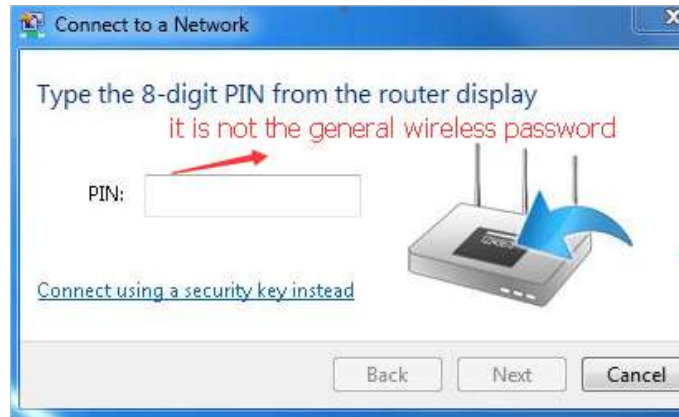 Connect to a Network
Type the 8-digit PIN from the router display
it is not the general wireless password
PIN:
Connect using a security key instead
Back Next Cancel